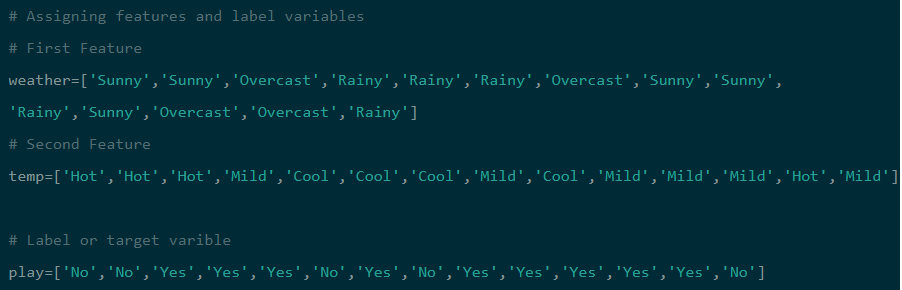 # Assigning features and label variables
# First Feature
weather=['Sunny','Sunny','Overcast','Rainy','Rainy','Rainy','Overcast','Sunny','Sunny',
'Rainy','Sunny','Overcast','Overcast','Rainy']
# Second Feature
temp=['Hot','Hot','Hot','Mild','Cool','Cool','Cool','Mild','Cool','Mild','Mild','Mild','Hot','Mild']
# Label or target varible
play=['No','No','Yes','Yes','Yes','No','Yes','No','Yes','Yes','Yes','Yes','Yes','No']